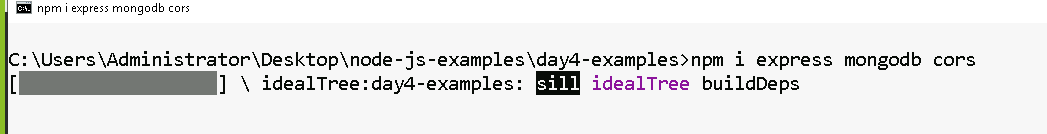 npm i express mongodb cors
C:\Users\Administrator\Desktop\node-js-examples\day4-examples>npm i express mongodb cors
[ ] \ idealTree:day4-examples: sill idealTree buildDeps